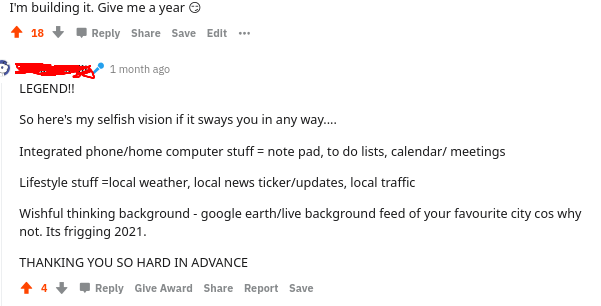 I'm building it. Give me a year 😏
18 Reply Share Save Edit ...
1 month ago
LEGEND!!
So here's my selfish vision if it sways you in any way....
Integrated phone/home computer stuff = note pad, to do lists, calendar/ meetings
Lifestyle stuff =local weather, local news ticker/updates, local traffic
Wishful thinking background - google earth/live background feed of your favourite city cos why
not. Its frigging 2021.
THANKING YOU SO HARD IN ADVANCE
4 Reply Give Award Share Report Save